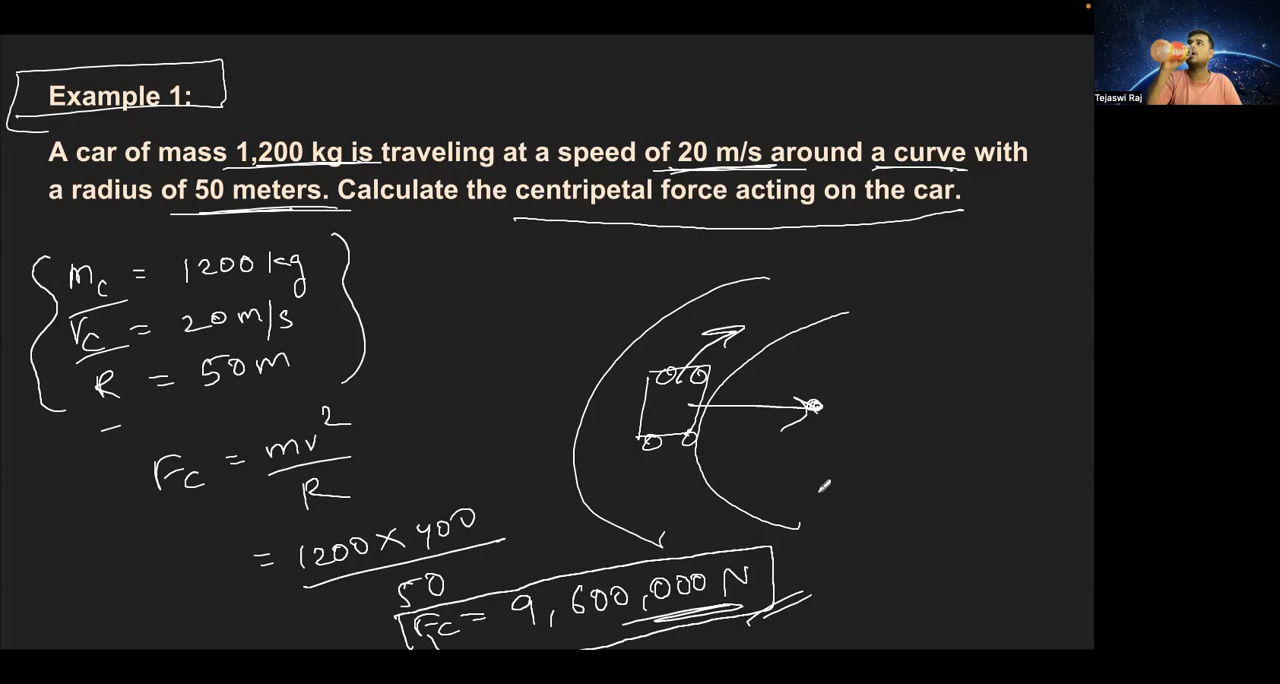 Example 1:
Tejaswi Raj
A car of mass 1,200 kg is traveling at a speed of 20 m/s around a curve with
a radius of 50 meters. Calculate the centripetal force acting on the car.
mc = 1200 kg
vc = 20 m/s
R = 50 m
Fc = mv²/R
= 1200 × 400/50
Fc = 9,600,000 N